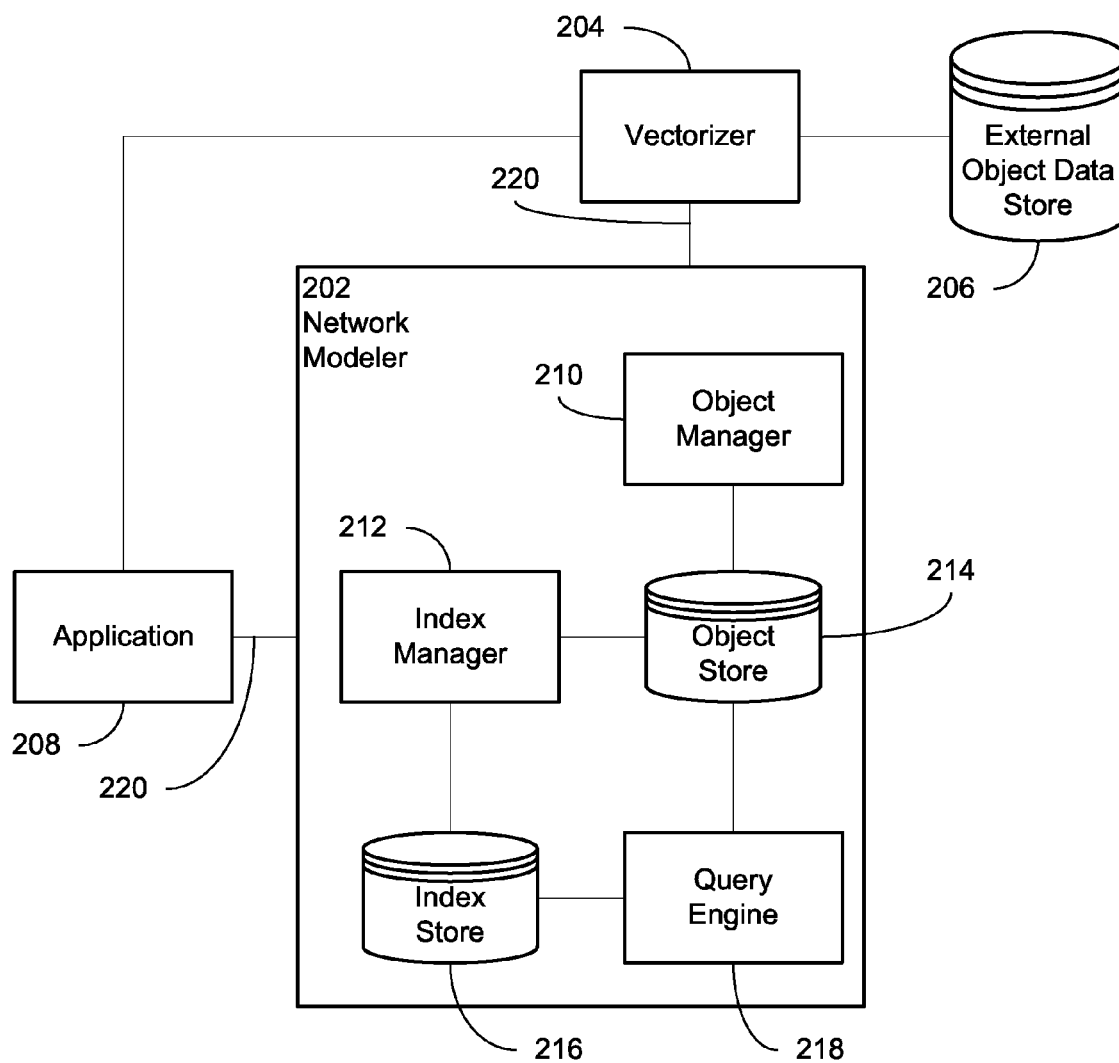 204
Vectorizer
External
Object Data
Store
220
206
202
Network
Modeler
210
Object
Manager
212
214
Application
Index
Manager
Object
Store
208
220
Index
Store
Query
Engine
216
218